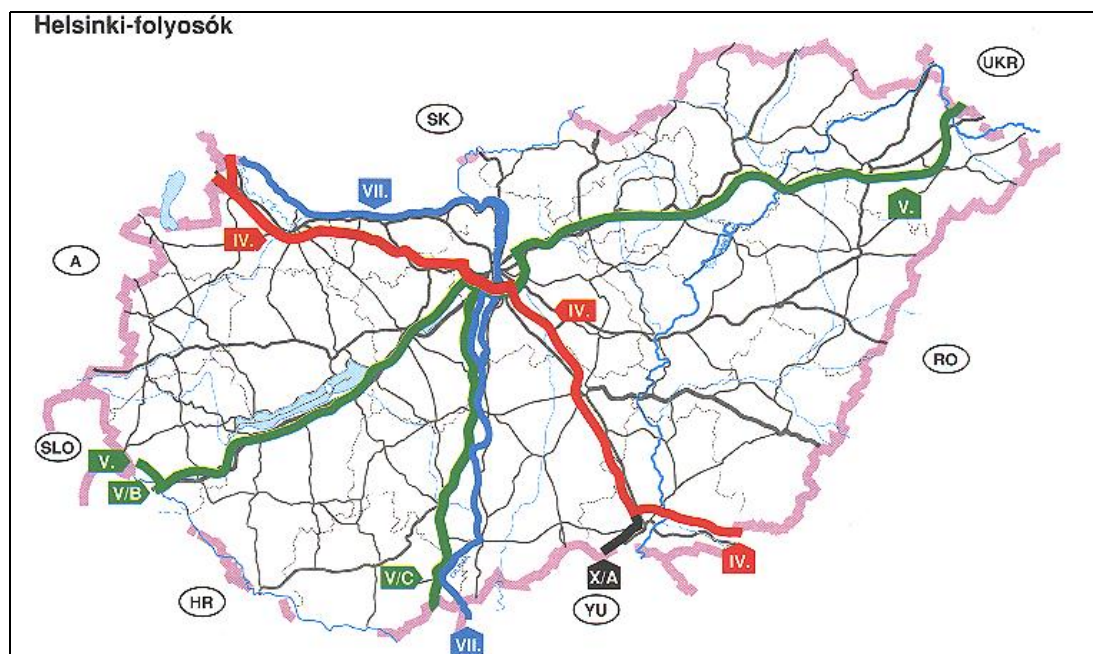 Helsinki-folyosók
UKR
SK
VII.
V.
IV.
A
IV.
RO
SLO
V.
V/B
V/C
X/A
IV.
HR
YU
VII.